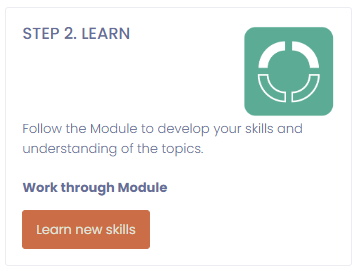 STEP 2. LEARN
Follow the Module to develop your skills and
understanding of the topics.
Work through Module
Learn new skills